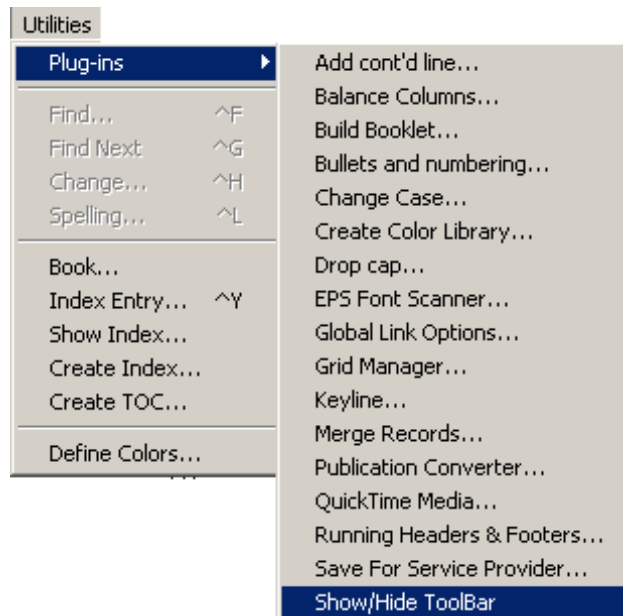 Utilities
Plug-ins
Find... ^F
Find Next ^G
Change... ^H
Spelling... ^L
Book...
Index Entry... ^Y
Show Index...
Create Index...
Create TOC...
Define Colors...
Add cont'd line...
Balance Columns...
Build Booklet...
Bullets and numbering...
Change Case...
Create Color Library...
Drop cap...
EPS Font Scanner...
Global Link Options...
Grid Manager...
Keyline...
Merge Records...
Publication Converter...
QuickTime Media...
Running Headers & Footers...
Save For Service Provider...
Show/Hide ToolBar